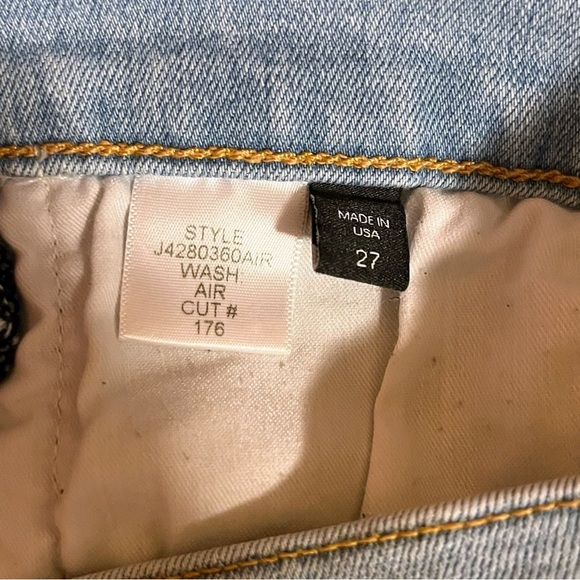 STYLE
J4280360AIR
WASH:
AIR
CUT #
176
MADE IN
USA
27